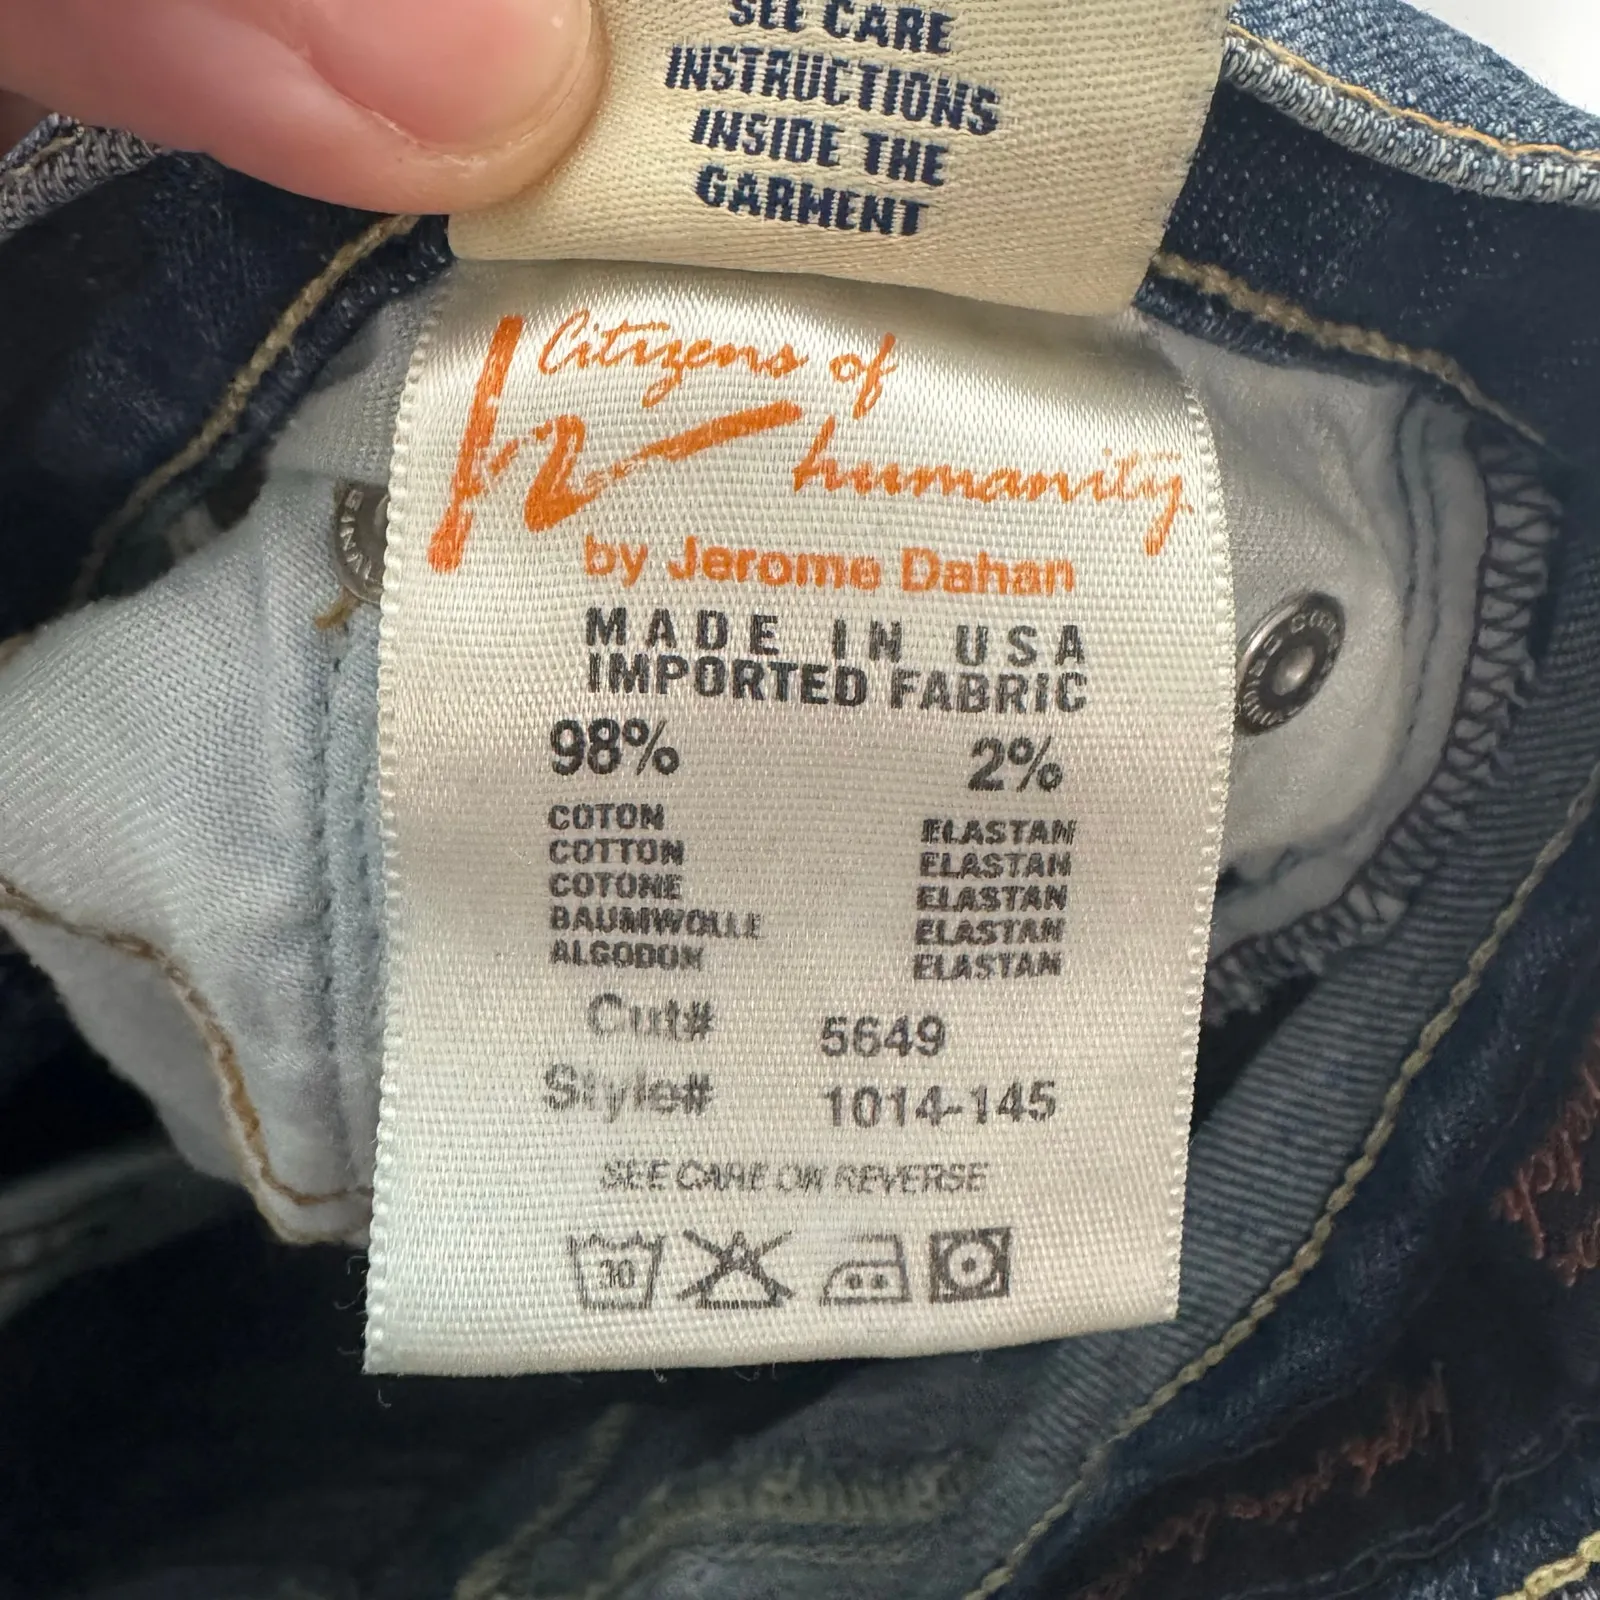 SEE CARE
INSTRUCTIONS
INSIDE THE
GARMENT
Citizens of
humanity
by Jerome Dahan
MADE IN USA
IMPORTED FABRIC
98% 2%
COTON ELASTAN
COTTON ELASTAN
COTONE ELASTAN
BAUMWOLLE ELASTAN
ALGODON ELASTAN
Cut# 5649
Style# 1014-145
SEE CARE ON REVERSE
30